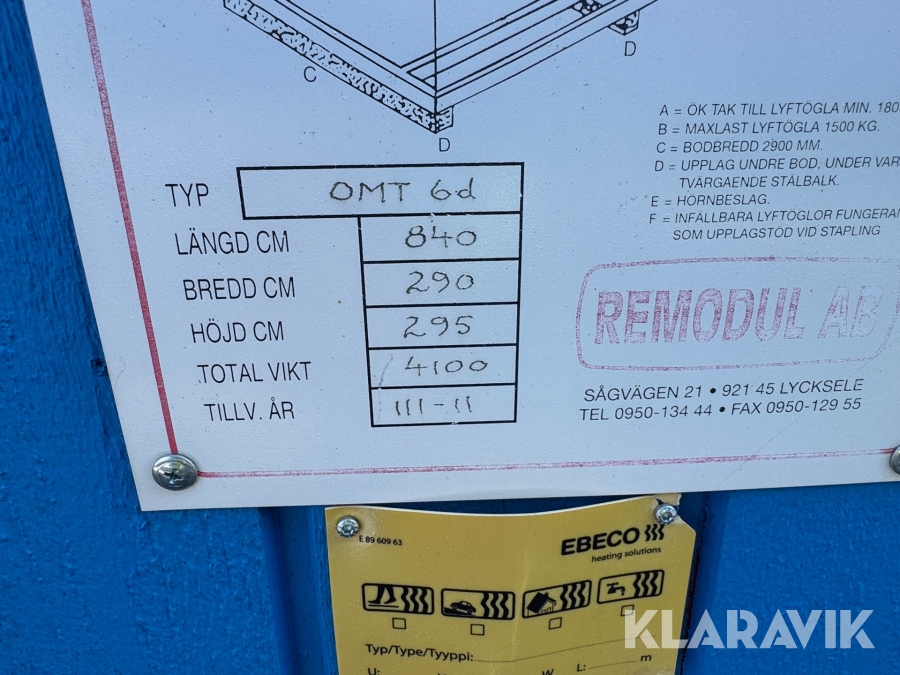 C
D
D
A = ÖK TAK TILL LYFTÖGLA MIN. 180
B = MAXLAST LYFTÖGLA 1500 KG.
C = BODBREDD 2900 MM.
D = UPPLAG UNDRE BOD, UNDER VAR
TVÄRGAENDE STÅLBALK.
E = HÖRNBESLAG.
F = INFÄLLBARA LYFTÖGLOR FUNGERAR
SOM UPPLAGSTÖD VID STAPLING
TYP OMT 6d
LÄNGD CM 840
BREDD CM 290
HÖJD CM 295
TOTAL VIKT 4100
TILLV. ÅR III-II
REMODUL AB
SÅGVÄGEN 21 • 921 45 LYCKSELE
TEL 0950-134 44 • FAX 0950-129 55
E 89 609 63
EBECO
heating solutions
Typ/Type/Tyyppi:
U: W L: m
KLARAVIK